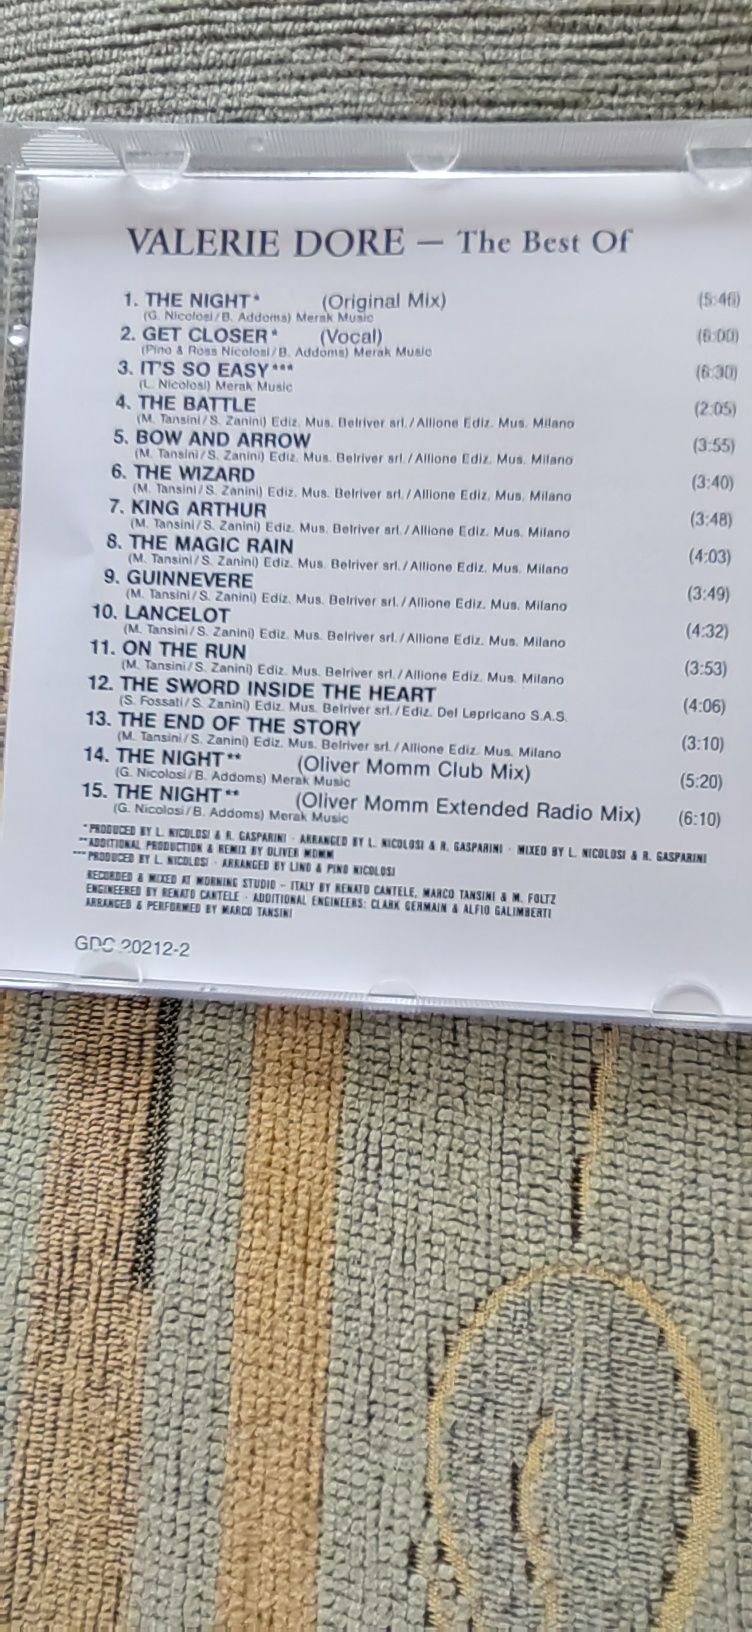 VALERIE DORE – The Best Of
1. THE NIGHT* (Original Mix) (5:46)
(G. Nicolosi/B. Addoms) Merak Music
2. GET CLOSER* (Vocal) (6:00)
(Pino & Ross Nicolosi/B. Addoms) Merak Music
3. IT'S SO EASY*** (6:30)
(L. Nicolosi) Merak Music
4. THE BATTLE (2:05)
(M. Tansini/S. Zanini) Ediz. Mus. Belriver srl./Allione Ediz. Mus. Milano
5. BOW AND ARROW (3:55)
(M. Tansini/S. Zanini) Ediz. Mus. Belriver srl./Allione Ediz. Mus. Milano
6. THE WIZARD (3:40)
(M. Tansini/S. Zanini) Ediz. Mus. Belriver srl./Allione Ediz. Mus. Milano
7. KING ARTHUR (3:48)
(M. Tansini/S. Zanini) Ediz. Mus. Belriver srl./Allione Ediz. Mus. Milano
8. THE MAGIC RAIN (4:03)
(M. Tansini/S. Zanini) Ediz. Mus. Belriver srl./Allione Ediz. Mus. Milano
9. GUINNEVERE (3:49)
(M. Tansini/S. Zanini) Ediz. Mus. Belriver srl./Allione Ediz. Mus. Milano
10. LANCELOT (4:32)
(M. Tansini/S. Zanini) Ediz. Mus. Belriver srl./Allione Ediz. Mus. Milano
11. ON THE RUN (3:53)
(M. Tansini/S. Zanini) Ediz. Mus. Belriver srl./Allione Ediz. Mus. Milano
12. THE SWORD INSIDE THE HEART (4:06)
(S. Fossati/S. Zanini) Ediz. Mus. Belriver srl./Ediz. Del Lepricano S.A.S.
13. THE END OF THE STORY (3:10)
(M. Tansini/S. Zanini) Ediz. Mus. Belriver srl./Allione Ediz. Mus. Milano
14. THE NIGHT** (Oliver Momm Club Mix) (5:20)
(G. Nicolosi/B. Addoms) Merak Music
15. THE NIGHT** (Oliver Momm Extended Radio Mix) (6:10)
(G. Nicolosi/B. Addoms) Merak Music
*PRODUCED BY L. NICOLOSI & R. GASPARINI · ARRANGED BY L. NICOLOSI & R. GASPARINI · MIXED BY L. NICOLOSI & R. GASPARINI
**ADDITIONAL PRODUCTION & REMIX BY OLIVER MOMM
***PRODUCED BY L. NICOLOSI · ARRANGED BY LINO & PINO NICOLOSI
RECORDED & MIXED AT MORNING STUDIO – ITALY BY RENATO CANTELE, MARCO TANSINI & M. FOLTZ
ENGINEERED BY RENATO CANTELE · ADDITIONAL ENGINEERS: CLARK GERMAIN & ALFIO GALIMBERTI
ARRANGED & PERFORMED BY MARCO TANSINI
GDC 20212-2